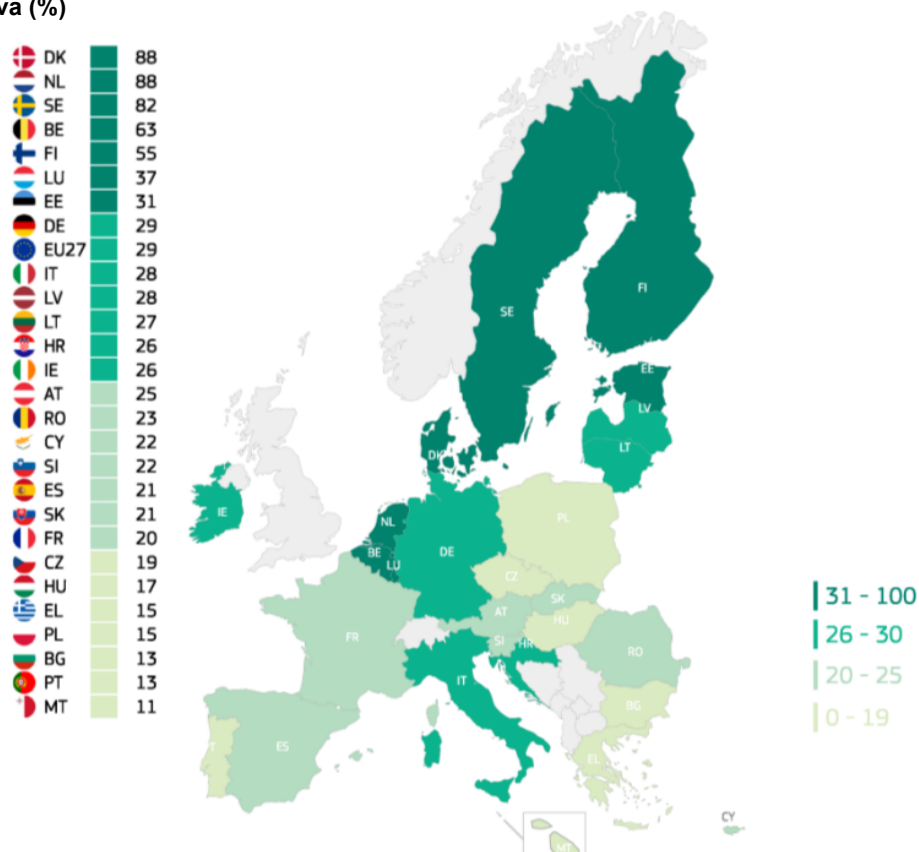 va (%)
DK 88
NL 88
SE 82
BE 63
FI 55
LU 37
EE 31
DE 29
EU27 29
IT 28
LV 28
LT 27
HR 26
IE 26
AT 25
RO 23
CY 22
SI 22
ES 21
SK 21
FR 20
CZ 19
HU 17
EL 15
PL 15
BG 13
PT 13
MT 11
FI
SE
EE
LV
LT
DK
IE
NL
PL
BE
DE
LU
CZ
SK
AT
HU
FR
SI
HR
RO
IT
BG
T
ES
EL
CY
MT
31 - 100
26 - 30
20 - 25
0 - 19